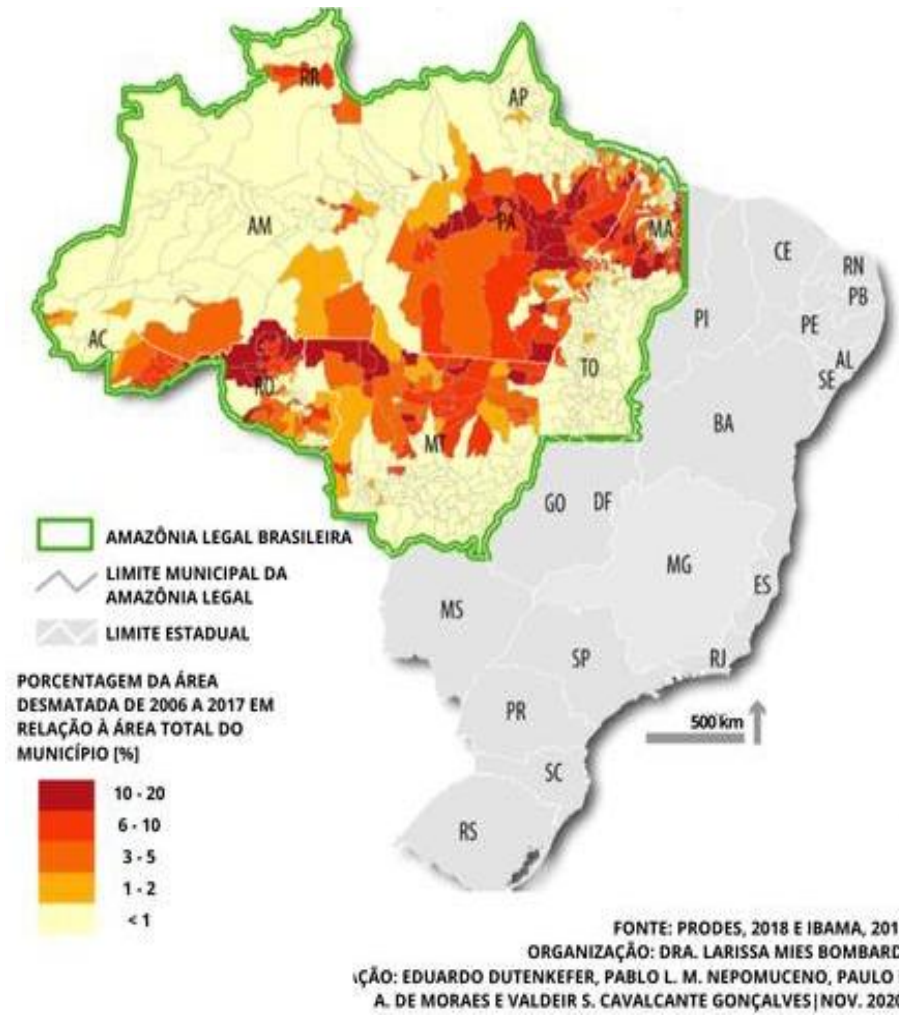 RR
AP
AM
PA
MA
CE
RN
PB
PI
PE
AC
AL
TO
SE
RO
BA
MT
GO
DF
MG
ES
MS
SP
RJ
PR
SC
RS
AMAZÔNIA LEGAL BRASILEIRA
LIMITE MUNICIPAL DA
AMAZÔNIA LEGAL
LIMITE ESTADUAL
PORCENTAGEM DA ÁREA
DESMATADA DE 2006 A 2017 EM
RELAÇÃO À ÁREA TOTAL DO
MUNICÍPIO [%]
10 - 20
6 - 10
3 - 5
1 - 2
< 1
500 km
FONTE: PRODES, 2018 E IBAMA, 201
ORGANIZAÇÃO: DRA. LARISSA MIES BOMBARD
ÇÃO: EDUARDO DUTENKEFER, PABLO L. M. NEPOMUCENO, PAULO
A. DE MORAES E VALDEIR S. CAVALCANTE GONÇALVES|NOV. 2020